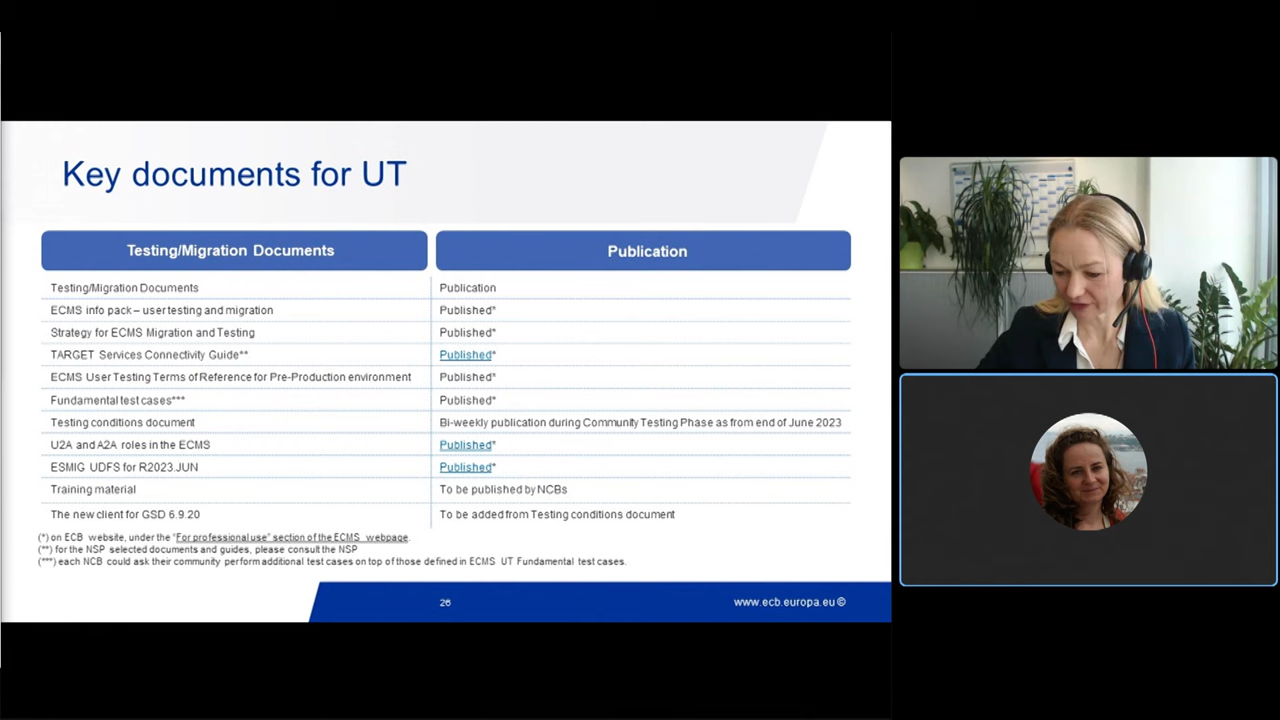 Key documents for UT
Testing/Migration Documents
Publication
Testing/Migration Documents
Publication
ECMS info pack – user testing and migration
Published*
Strategy for ECMS Migration and Testing
Published*
TARGET Services Connectivity Guide**
Published*
ECMS User Testing Terms of Reference for Pre-Production environment
Published*
Fundamental test cases***
Published*
Testing conditions document
Bi-weekly publication during Community Testing Phase as from end of June 2023
U2A and A2A roles in the ECMS
Published*
ESMIG UDFS for R2023.JUN
Published*
Training material
To be published by NCBs
The new client for GSD 6.9.20
To be added from Testing conditions document
(*) on ECB website, under the "For professional use" section of the ECMS webpage.
(**) for the NSP selected documents and guides, please consult the NSP
(***) each NCB could ask their community perform additional test cases on top of those defined in ECMS UT Fundamental test cases.
26
www.ecb.europa.eu ©